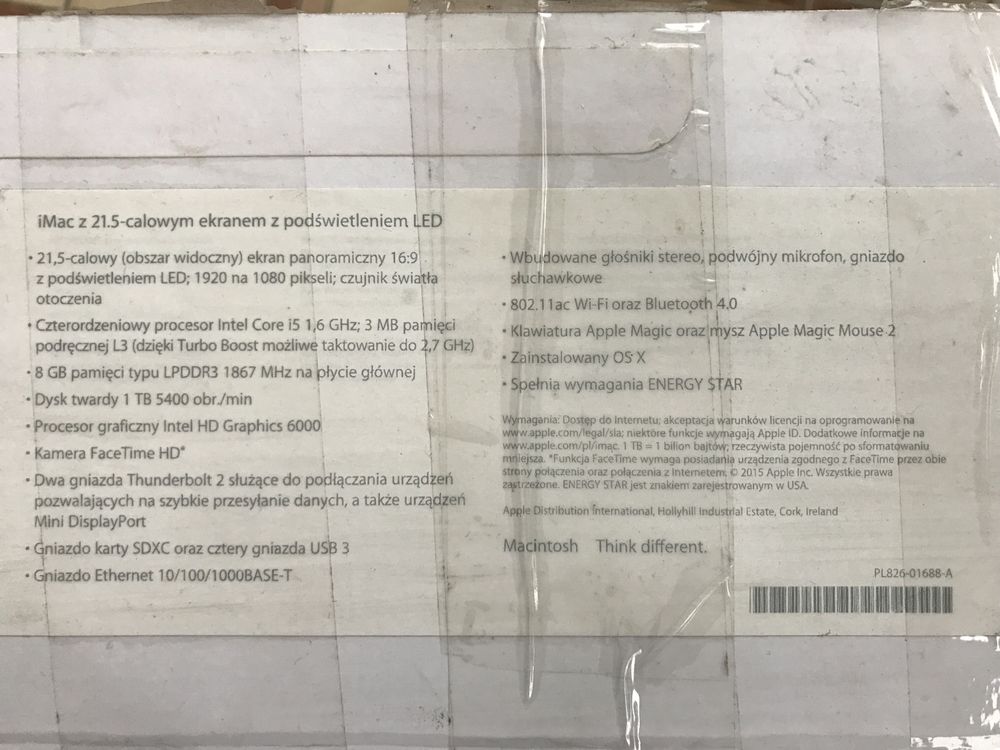 iMac z 21.5-calowym ekranem z podświetleniem LED
• 21,5-calowy (obszar widoczny) ekran panoramiczny 16:9
z podświetleniem LED; 1920 na 1080 pikseli; czujnik światła
otoczenia
• Czterordzeniowy procesor Intel Core i5 1,6 GHz; 3 MB pamięci
podręcznej L3 (dzięki Turbo Boost możliwe taktowanie do 2,7 GHz)
• 8 GB pamięci typu LPDDR3 1867 MHz na płycie głównej
• Dysk twardy 1 TB 5400 obr./min
• Procesor graficzny Intel HD Graphics 6000
• Kamera FaceTime HD*
• Dwa gniazda Thunderbolt 2 służące do podłączania urządzeń
pozwalających na szybkie przesyłanie danych, a także urządzeń
Mini DisplayPort
• Gniazdo karty SDXC oraz cztery gniazda USB 3
• Gniazdo Ethernet 10/100/1000BASE-T
• Wbudowane głośniki stereo, podwójny mikrofon, gniazdo
słuchawkowe
• 802.11ac Wi-Fi oraz Bluetooth 4.0
• Klawiatura Apple Magic oraz mysz Apple Magic Mouse 2
• Zainstalowany OS X
• Spełnia wymagania ENERGY STAR
Wymagania: Dostęp do Internetu; akceptacja warunków licencji na oprogramowanie na
www.apple.com/legal/sla; niektóre funkcje wymagają Apple ID. Dodatkowe informacje na
www.apple.com/pl/imac. 1 TB = 1 bilion bajtów; rzeczywista pojemność po sformatowaniu
mniejsza. *Funkcja FaceTime wymaga posiadania urządzenia zgodnego z FaceTime przez obie
strony połączenia oraz połączenia z Internetem. © 2015 Apple Inc. Wszystkie prawa
zastrzeżone. ENERGY STAR jest znakiem zarejestrowanym w USA.
Apple Distribution International, Hollyhill Industrial Estate, Cork, Ireland
Macintosh Think different.
PL826-01688-A